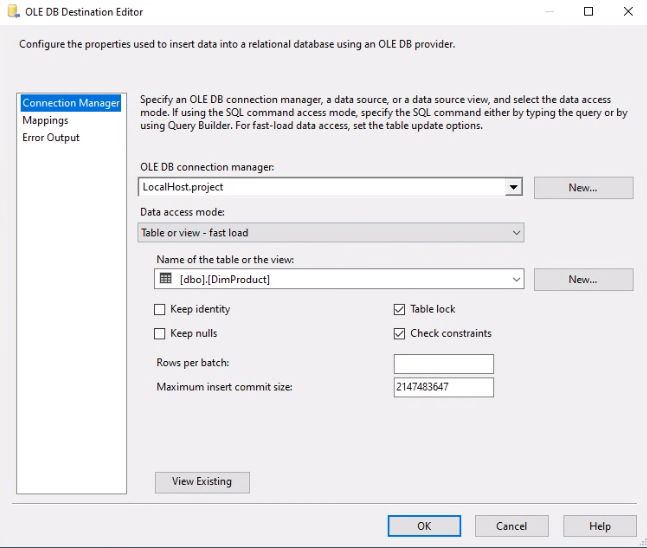 OLE DB Destination Editor
Configure the properties used to insert data into a relational database using an OLE DB provider.
Connection Manager
Mappings
Error Output
Specify an OLE DB connection manager, a data source, or a data source view, and select the data access
mode. If using the SQL command access mode, specify the SQL command either by typing the query or by
using Query Builder. For fast-load data access, set the table update options.
OLE DB connection manager:
LocalHost.project
New...
Data access mode:
Table or view - fast load
Name of the table or the view:
[dbo].[DimProduct]
New...
Keep identity
Table lock
Keep nulls
Check constraints
Rows per batch:
Maximum insert commit size:
2147483647
View Existing
OK
Cancel
Help